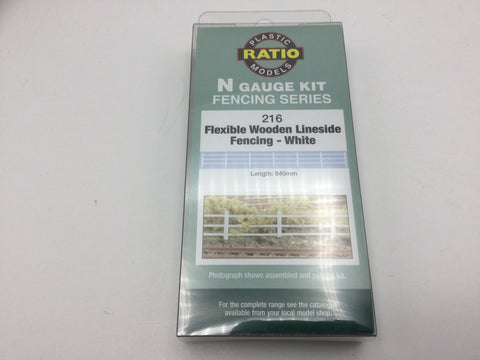 PLASTIC
RATIO
MODELS
N GAUGE KIT
FENCING SERIES
216
Flexible Wooden Lineside
Fencing - White
Length: 840mm
Photograph shows assembled and painted kit.
For the complete range see the catalogue
available from your local model shop.